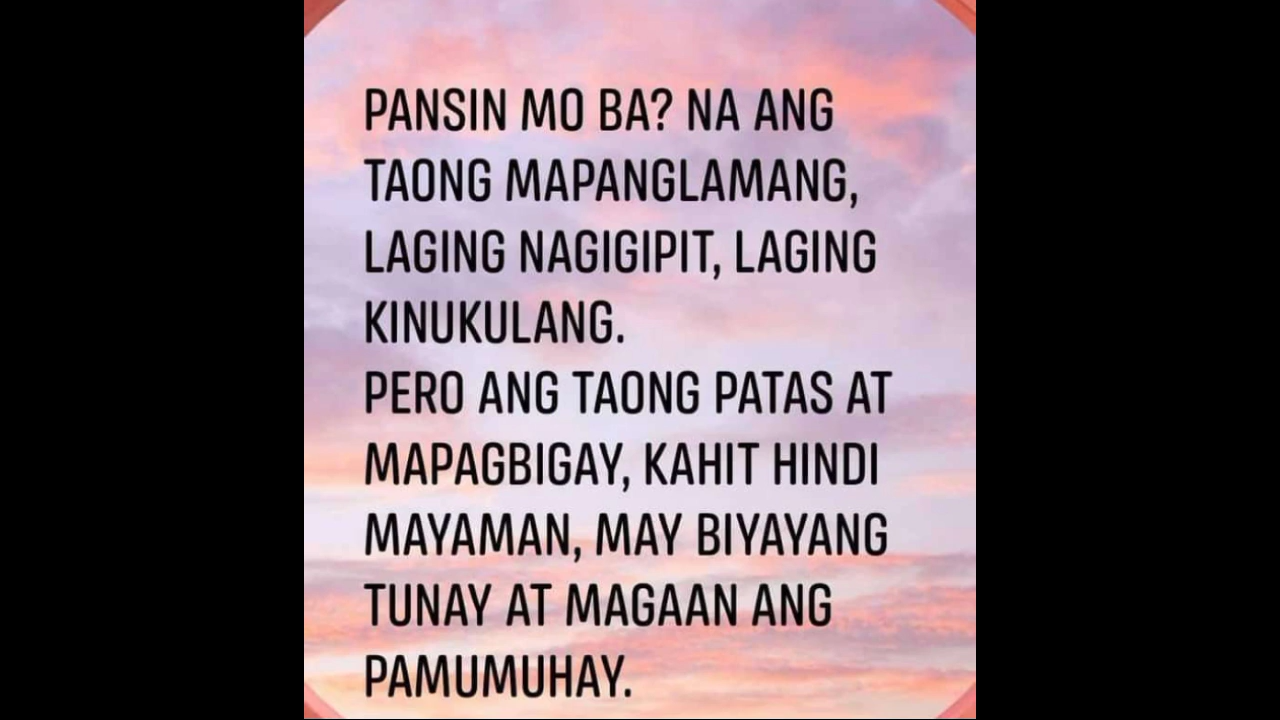 PANSIN MO BA? NA ANG
TAONG MAPANGLAMANG,
LAGING NAGIGIPIT, LAGING
KINUKULANG.
PERO ANG TAONG PATAS AT
MAPAGBIGAY, KAHIT HINDI
MAYAMAN, MAY BIYAYANG
TUNAY AT MAGAAN ANG
PAMUMUHAY.